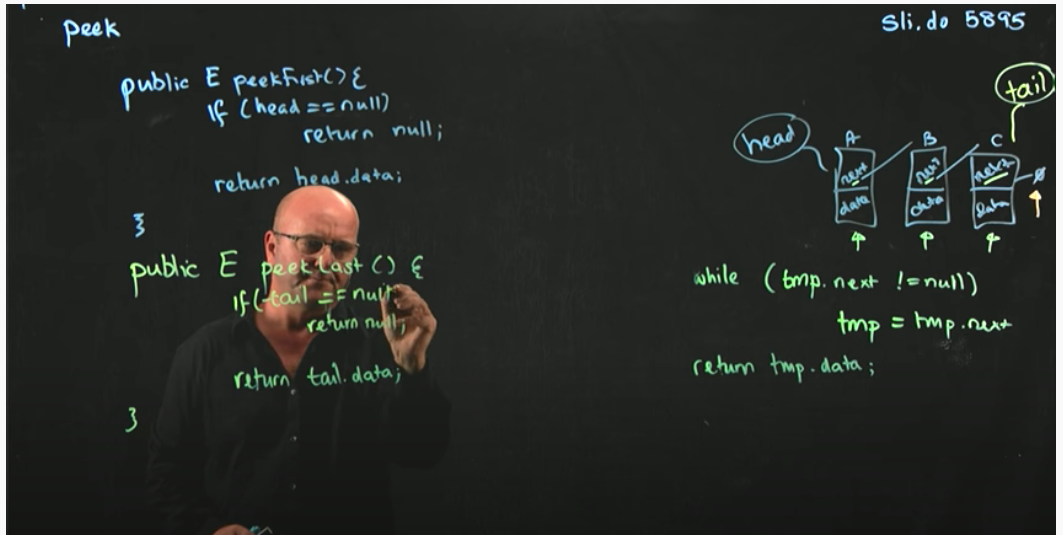 peek
Sli.do 5895
public E peekFirst() {
if (head == null)
return null;
return head.data;
}
public E peekLast () {
if (tail == null
return null;
return tail.data;
}
tail
head
A B C
next next next ø
data data data
while (tmp.next != null)
tmp = tmp.next
return tmp.data;